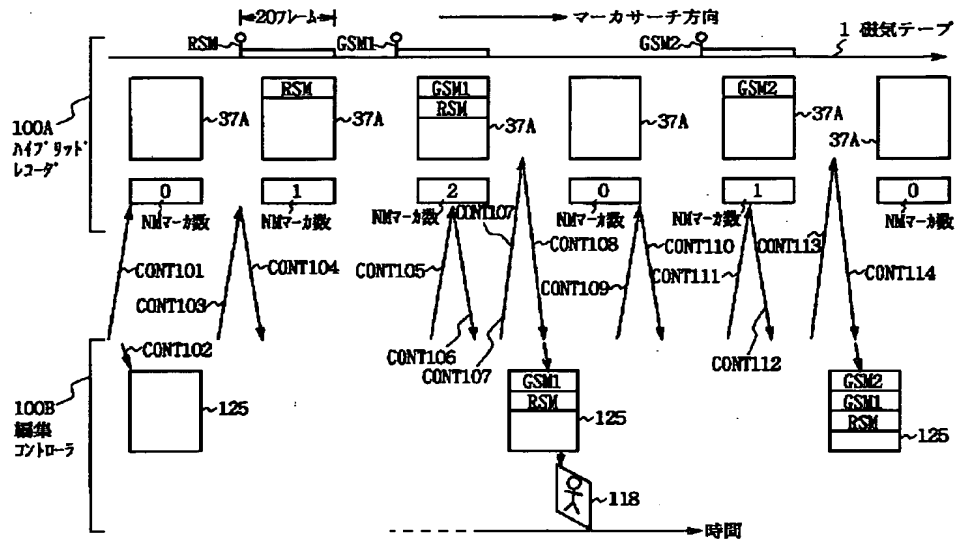 20フレーム
マーカサーチ方向
RSM
GSM1
GSM2
1 磁気テープ
RSM
GSM1
RSM
GSM2
37A
37A
37A
37A
37A
37A
100A
ハイブリッド
レコーダ
0
1
2
0
1
0
NMマーカ数
NMマーカ数
NMマーカ数
NMマーカ数
NMマーカ数
NMマーカ数
CONT101
CONT103
CONT104
CONT105
CONT107
CONT108
CONT109
CONT110
CONT111
CONT113
CONT114
CONT102
CONT106
CONT107
CONT112
100B
編集
コントローラ
125
GSM1
RSM
125
GSM2
GSM1
RSM
125
118
時間